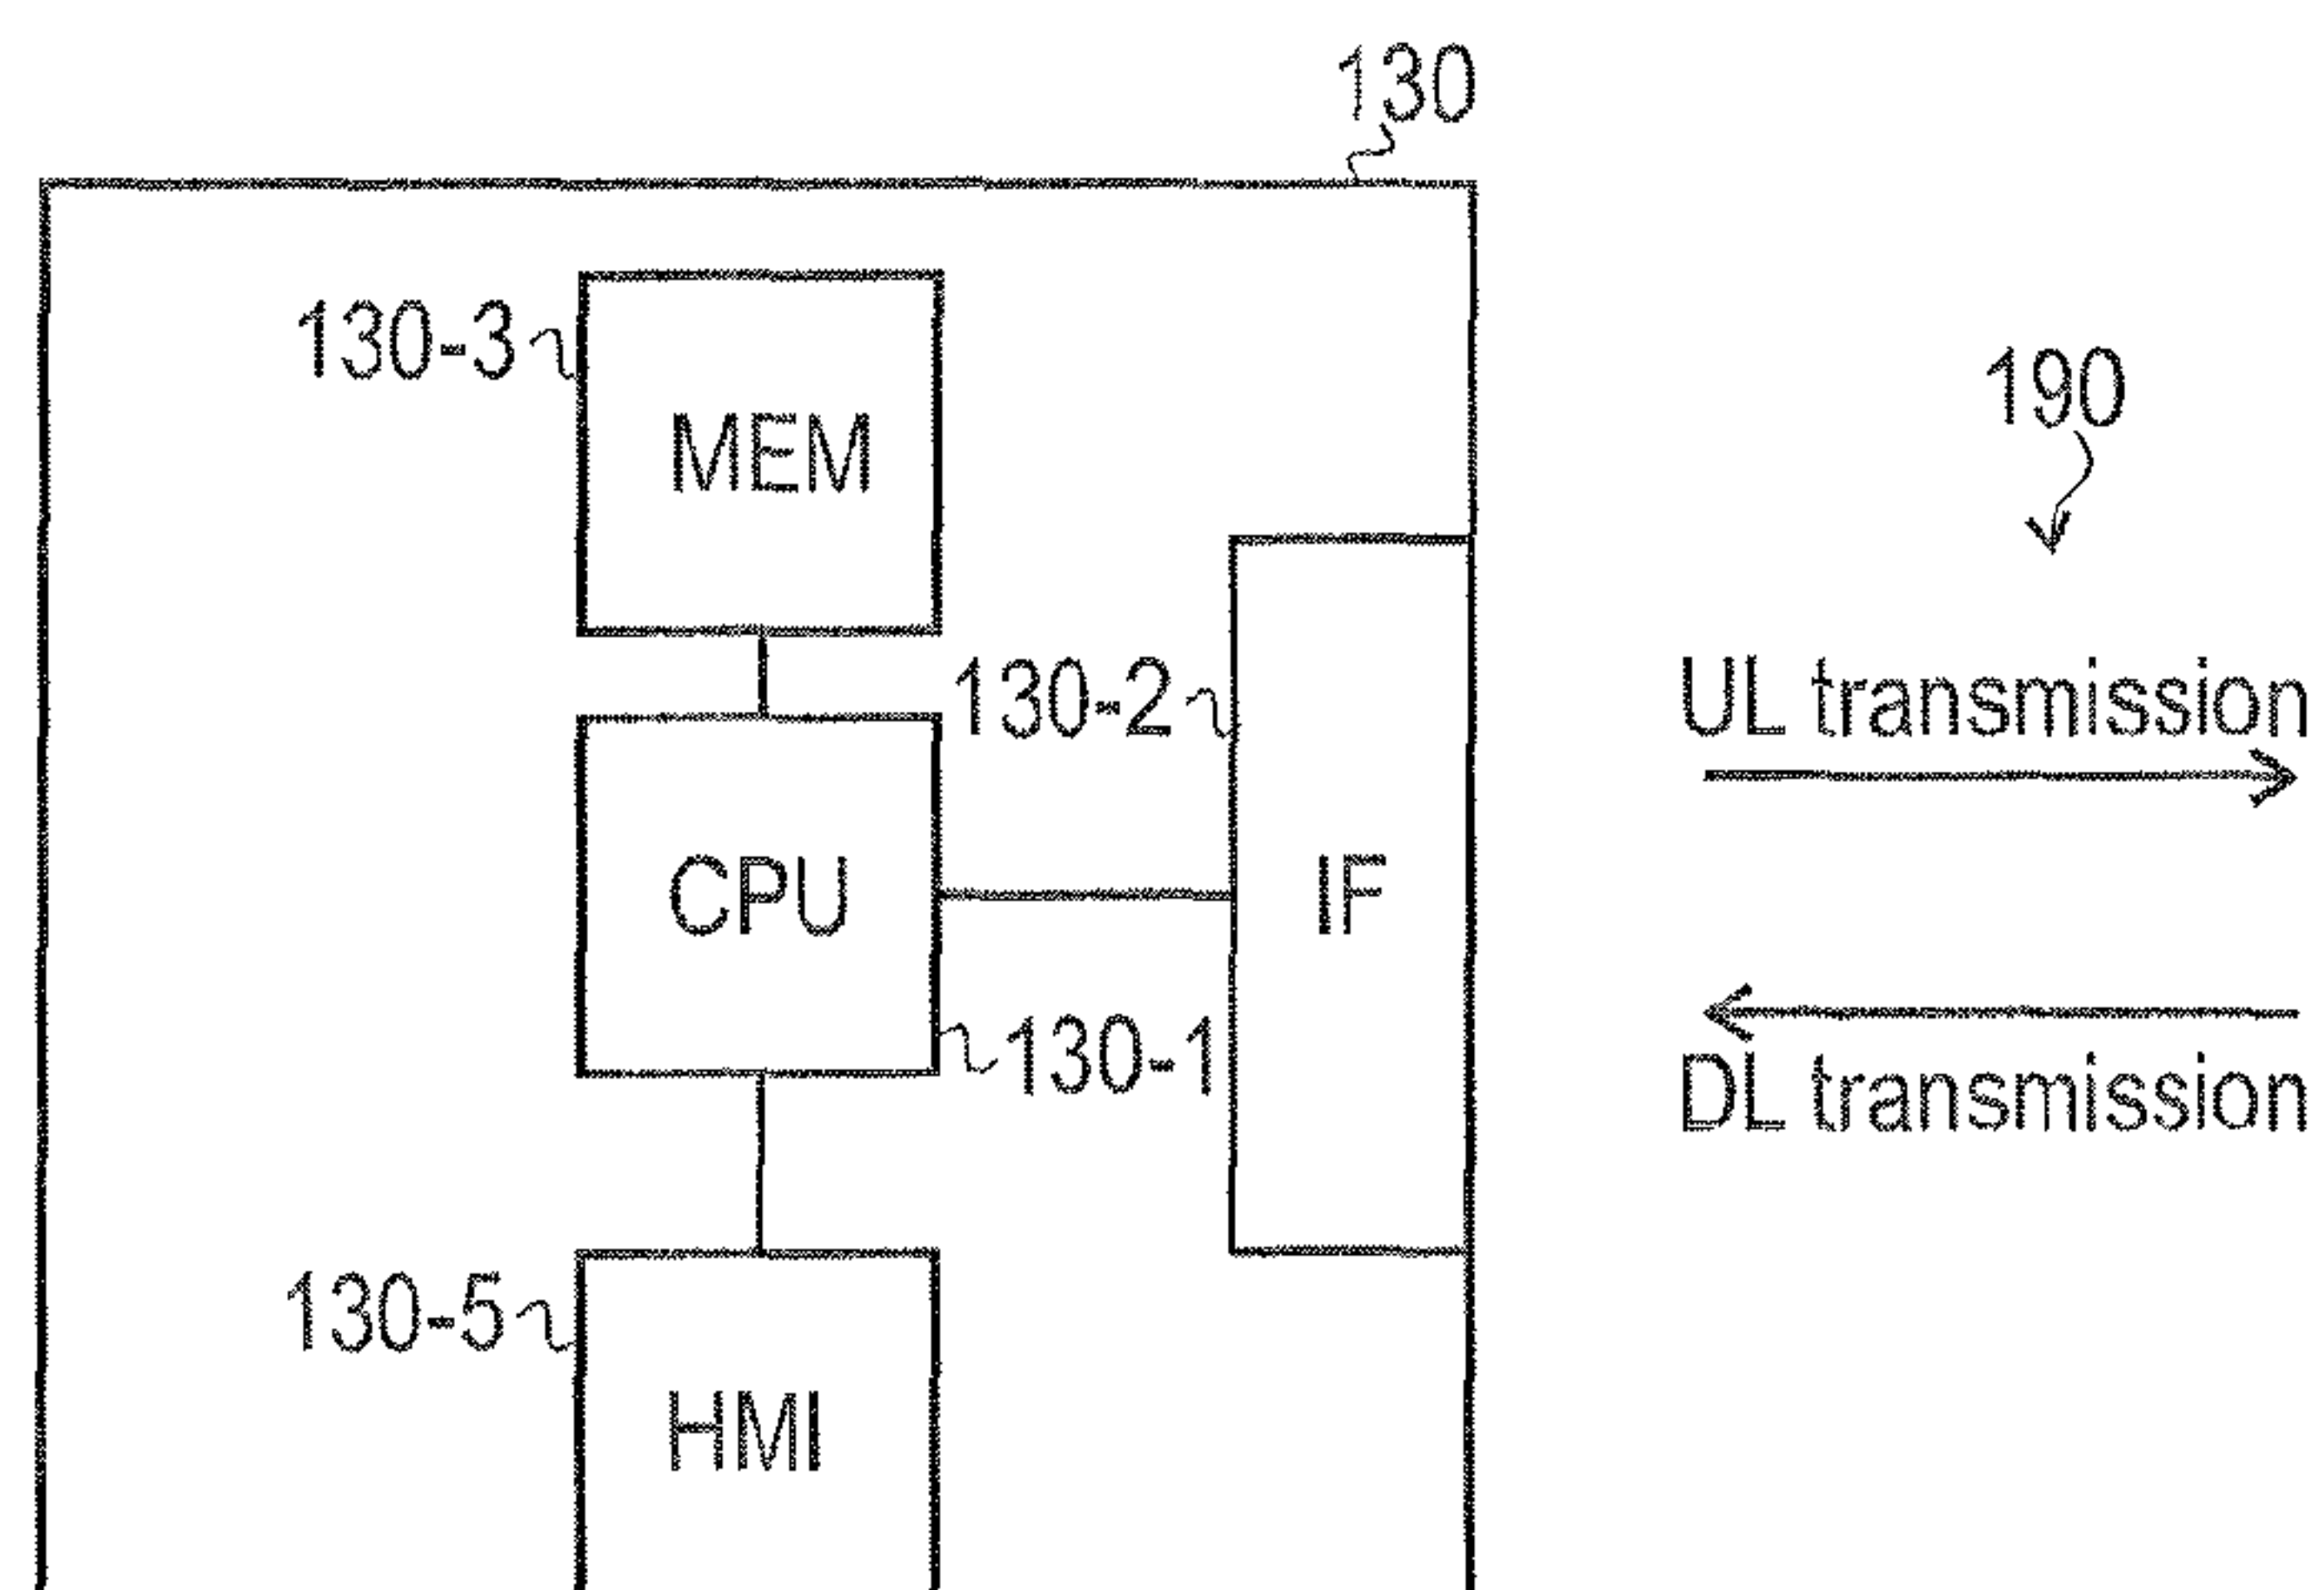 130
130-3
MEM
190
130-2
UL transmission
CPU
IF
130-1
DL transmission
130-5
HMI